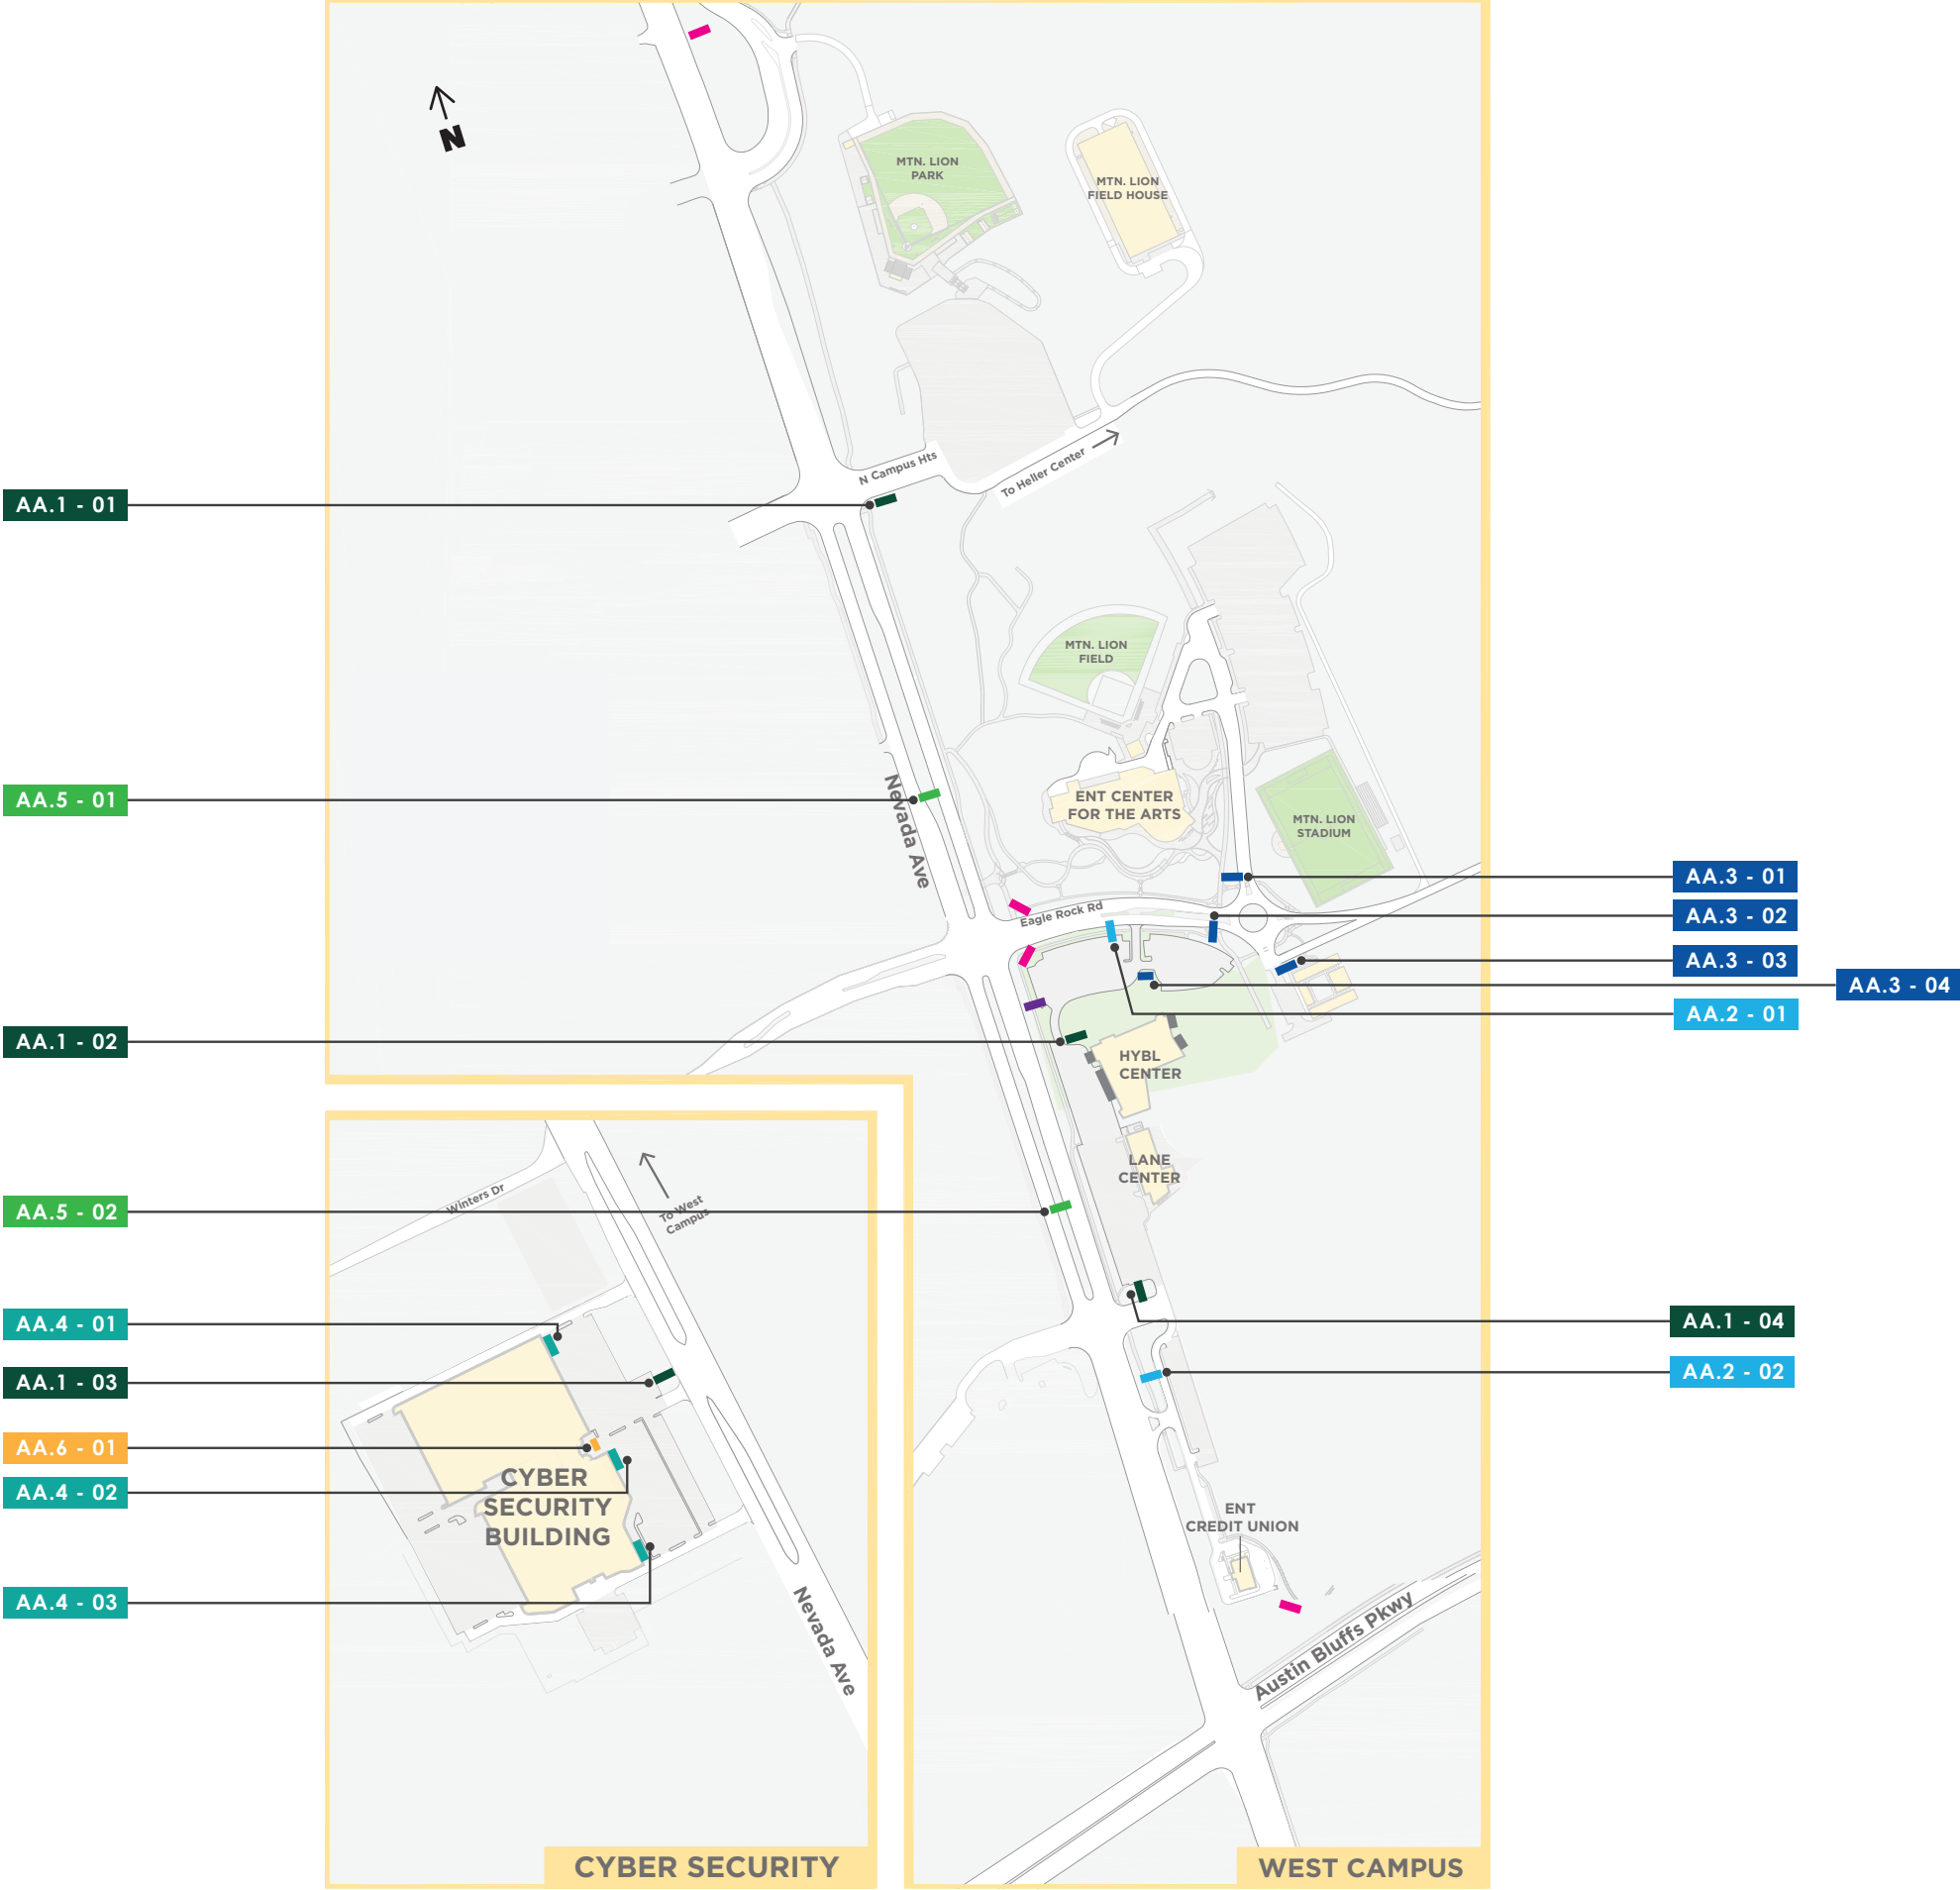 N
MTN. LION
PARK
MTN. LION
FIELD HOUSE
N Campus Hts
To Heller Center
AA.1 - 01
MTN. LION
FIELD
AA.5 - 01
Nevada Ave
ENT CENTER
FOR THE ARTS
MTN. LION
STADIUM
AA.3 - 01
Eagle Rock Rd
AA.3 - 02
AA.3 - 03
AA.3 - 04
AA.2 - 01
AA.1 - 02
HYBL
CENTER
LANE
CENTER
Winters Dr
To West
Campus
AA.5 - 02
AA.4 - 01
AA.1 - 04
AA.1 - 03
AA.2 - 02
AA.6 - 01
AA.4 - 02
CYBER
SECURITY
BUILDING
ENT
CREDIT UNION
AA.4 - 03
Nevada Ave
Austin Bluffs Pkwy
CYBER SECURITY
WEST CAMPUS